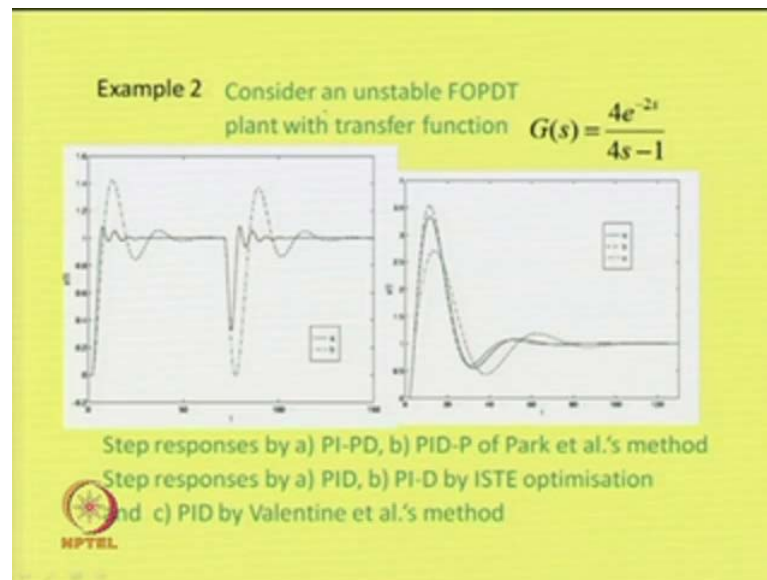 Example 2 Consider an unstable FOPDT
plant with transfer function G(s) = 4e^{-2s} / 4s-1
Step responses by a) PI-PD, b) PID-P of Park et al.'s method
Step responses by a) PID, b) PI-D by ISTE optimisation
and c) PID by Valentine et al.'s method
NPTEL